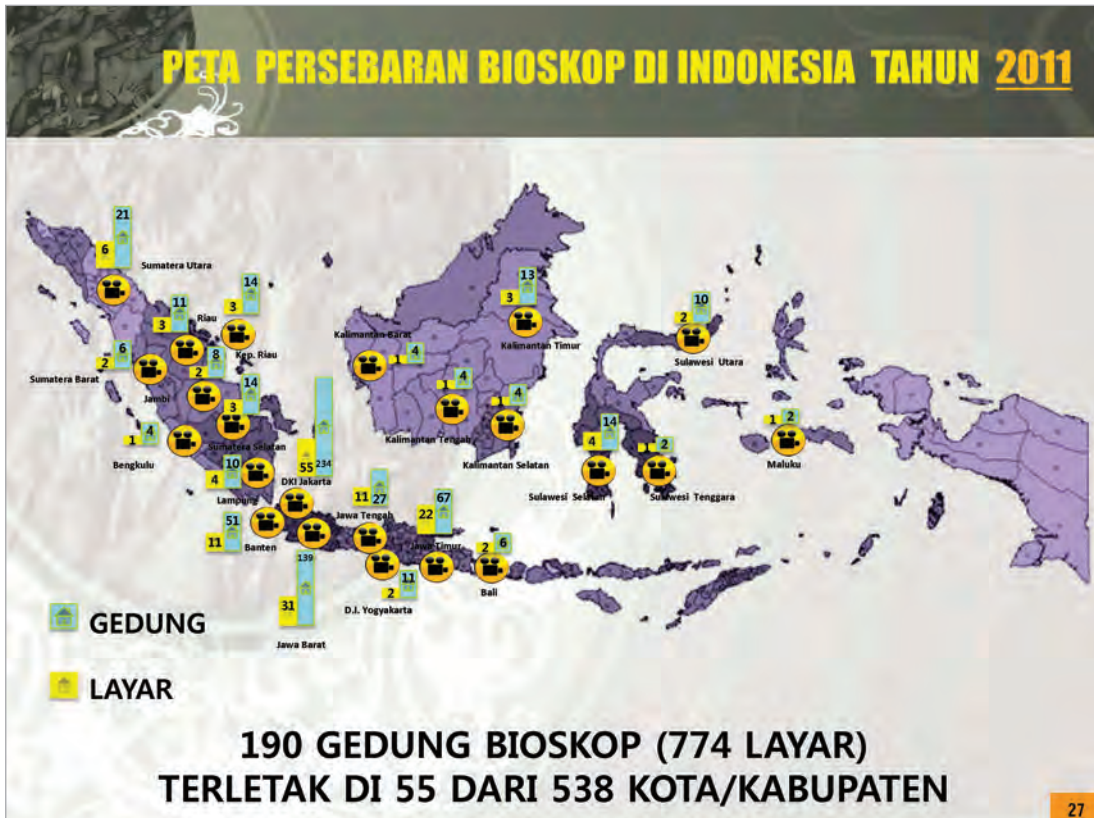 PETA PERSEBARAN BIOSKOP DI INDONESIA TAHUN 2011
21
6
Sumatera Utara
14
3
Kep. Riau
11
3
Riau
6
2
Sumatera Barat
8
2
Jambi
14
3
Sumatera Selatan
4
1
Bengkulu
10
4
Lampung
234
55
DKI Jakarta
51
11
Banten
139
31
Jawa Barat
11
27
Jawa Tengah
11
2
D.I. Yogyakarta
67
22
Jawa Timur
6
2
Bali
Kalimantan Barat
1
4
13
3
Kalimantan Timur
4
1
Kalimantan Tengah
4
1
Kalimantan Selatan
10
2
Sulawesi Utara
14
4
Sulawesi Selatan
2
1
Sulawesi Tenggara
2
1
Maluku
GEDUNG
LAYAR
190 GEDUNG BIOSKOP (774 LAYAR)
TERLETAK DI 55 DARI 538 KOTA/KABUPATEN
27